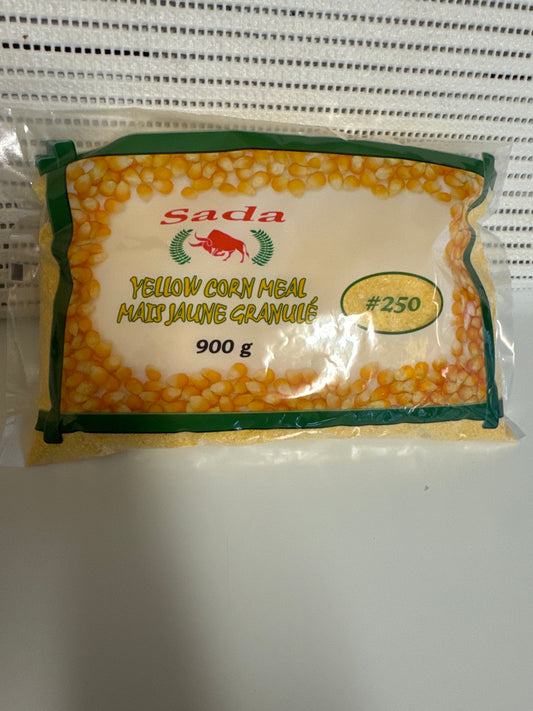 Sada
YELLOW CORN MEAL
MAIS JAUNE GRANULÉ
#250
900 g